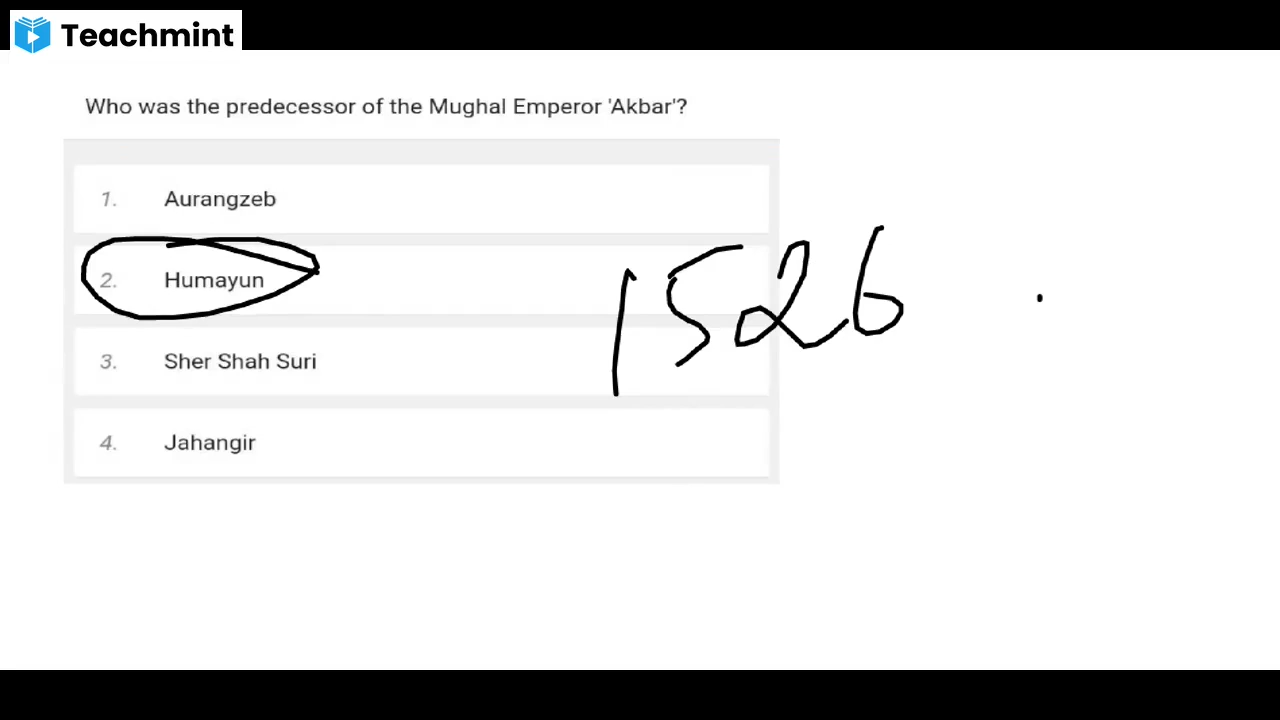 Teachmint
Who was the predecessor of the Mughal Emperor 'Akbar'?
1. Aurangzeb
2. Humayun
1526
3. Sher Shah Suri
4. Jahangir